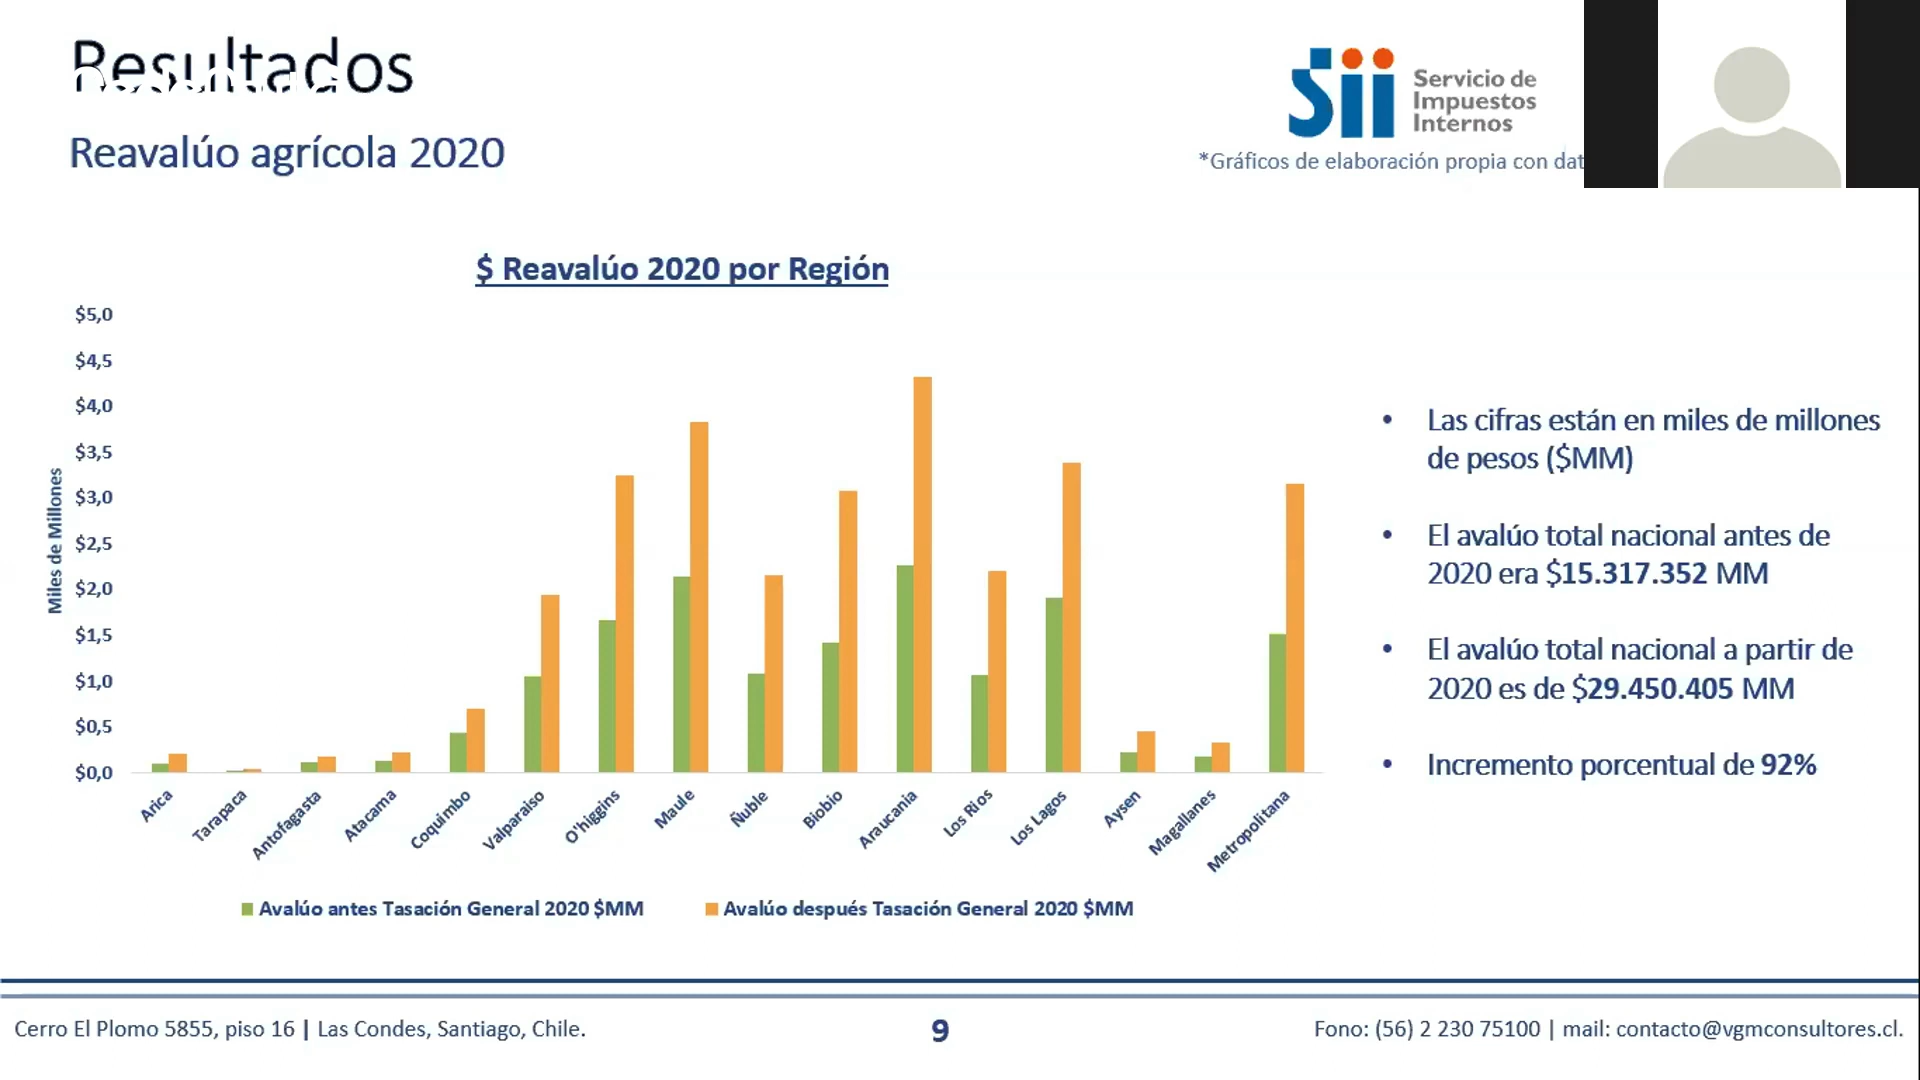 Resultados
Reavalúo agrícola 2020
Sii
Servicio de
Impuestos
Internos
*Gráficos de elaboración propia con
$ Reavalúo 2020 por Región
$5,0
$4,5
$4,0
$3,5
$3,0
$2,5
$2,0
$1,5
$1,0
$0,5
$0,0
Miles de Millones
Arica
Tarapaca
Antofagasta
Atacama
Coquimbo
Valparaiso
O'higgins
Maule
Ñuble
Biobio
Araucania
Los Rios
Los Lagos
Aysen
Magallanes
Metropolitana
Avalúo antes Tasación General 2020 $MM
Avalúo después Tasación General 2020 $MM
• Las cifras están en miles de millones
de pesos ($MM)
• El avalúo total nacional antes de
2020 era $15.317.352 MM
• El avalúo total nacional a partir de
2020 es de $29.450.405 MM
• Incremento porcentual de 92%
Cerro El Plomo 5855, piso 16 | Las Condes, Santiago, Chile.
9
Fono: (56) 2 230 75100 | mail: contacto@vgmconsultores.cl.